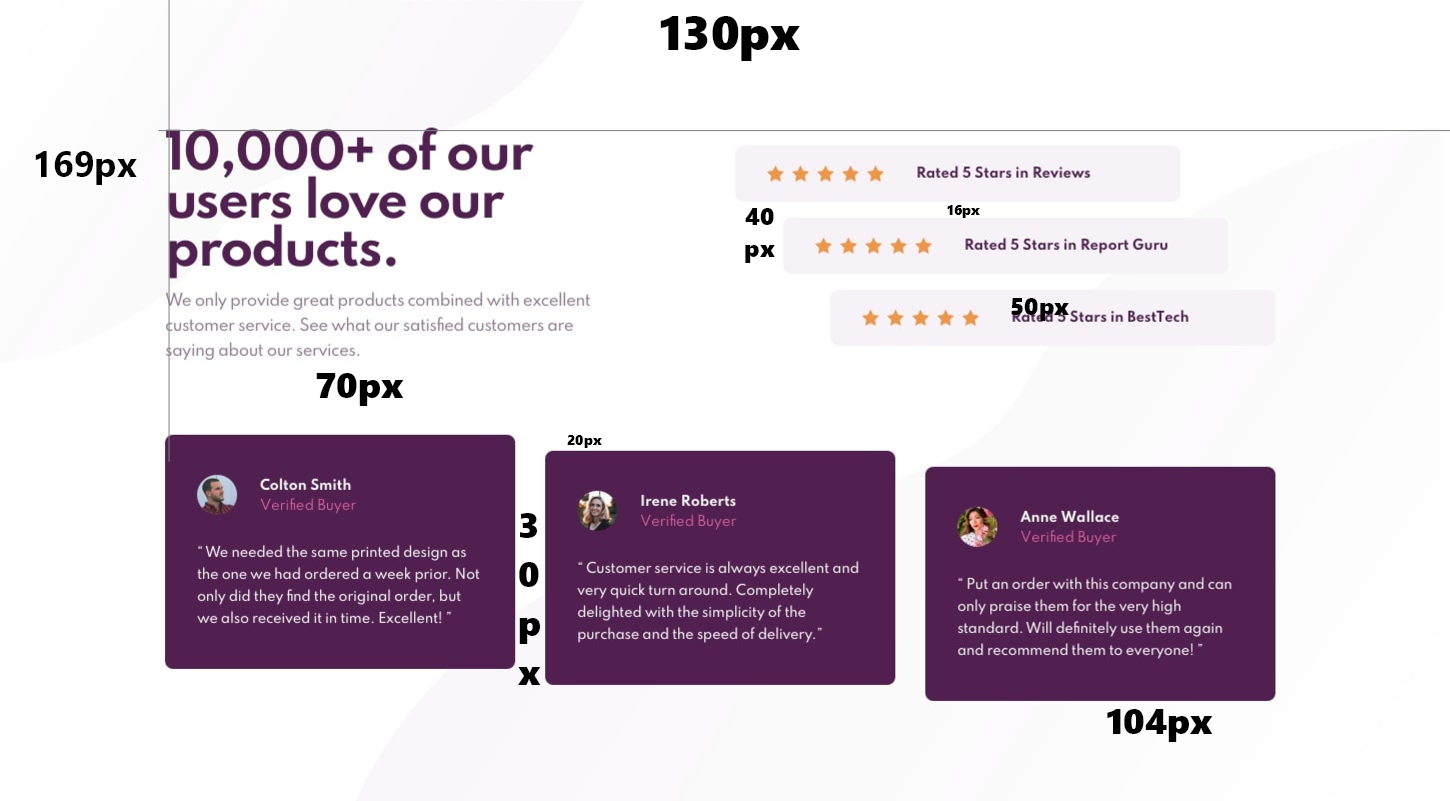 130px
169px
10,000+ of our
users love our
products.
We only provide great products combined with excellent
customer service. See what our satisfied customers are
saying about our services.
70px
Rated 5 Stars in Reviews
40
px
16px
Rated 5 Stars in Report Guru
50px
Rated 5 Stars in BestTech
Colton Smith
Verified Buyer
“ We needed the same printed design as
the one we had ordered a week prior. Not
only did they find the original order, but
we also received it in time. Excellent! ”
3
0
p
x
20px
Irene Roberts
Verified Buyer
“ Customer service is always excellent and
very quick turn around. Completely
delighted with the simplicity of the
purchase and the speed of delivery. ”
Anne Wallace
Verified Buyer
“ Put an order with this company and can
only praise them for the very high
standard. Will definitely use them again
and recommend them to everyone! ”
104px